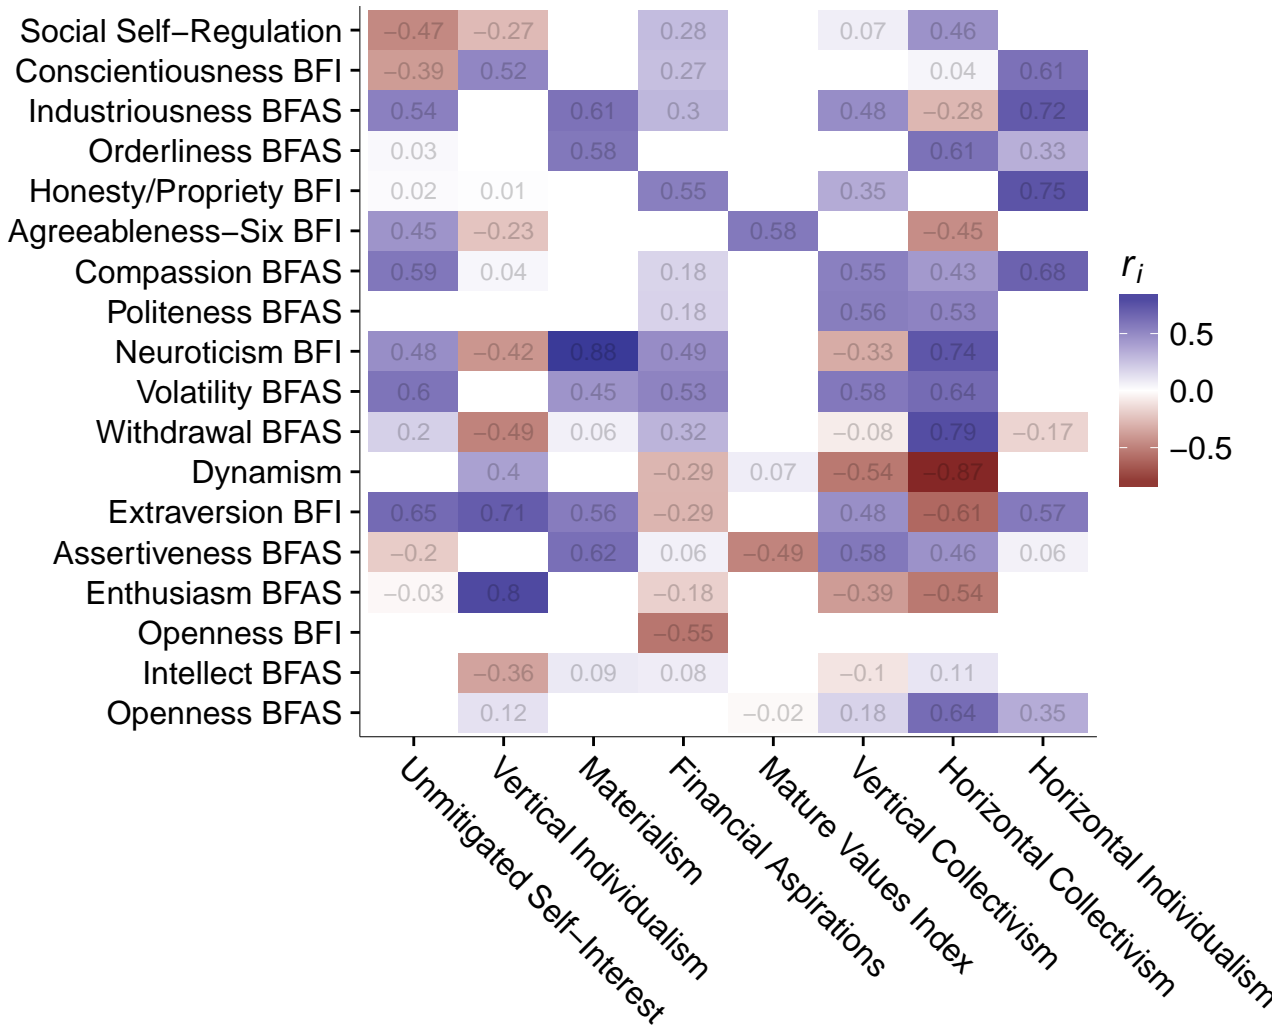 Social Self−Regulation −0.47 −0.27 0.28 0.07 0.46
Conscientiousness BFI −0.39 0.52 0.27 0.04 0.61
Industriousness BFAS 0.54 0.61 0.3 0.48 −0.28 0.72
Orderliness BFAS 0.03 0.58 0.61 0.33
Honesty/Propriety BFI 0.02 0.01 0.55 0.35 0.75
Agreeableness−Six BFI 0.45 −0.23 0.58 −0.45
Compassion BFAS 0.59 0.04 0.18 0.55 0.43 0.68
Politeness BFAS 0.18 0.56 0.53
Neuroticism BFI 0.48 −0.42 0.88 0.49 −0.33 0.74
Volatility BFAS 0.6 0.45 0.53 0.58 0.64
Withdrawal BFAS 0.2 −0.49 0.06 0.32 −0.08 0.79 −0.17
Dynamism 0.4 −0.29 0.07 −0.54 −0.87
Extraversion BFI 0.65 0.71 0.56 −0.29 0.48 −0.61 0.57
Assertiveness BFAS −0.2 0.62 0.06 −0.49 0.58 0.46 0.06
Enthusiasm BFAS −0.03 0.8 −0.18 −0.39 −0.54
Openness BFI −0.55
Intellect BFAS −0.36 0.09 0.08 −0.1 0.11
Openness BFAS 0.12 −0.02 0.18 0.64 0.35
Unmitigated Self−Interest
Vertical Individualism
Materialism
Financial Aspirations
Mature Values Index
Vertical Collectivism
Horizontal Collectivism
Horizontal Individualism
r i
0.5
0.0
−0.5